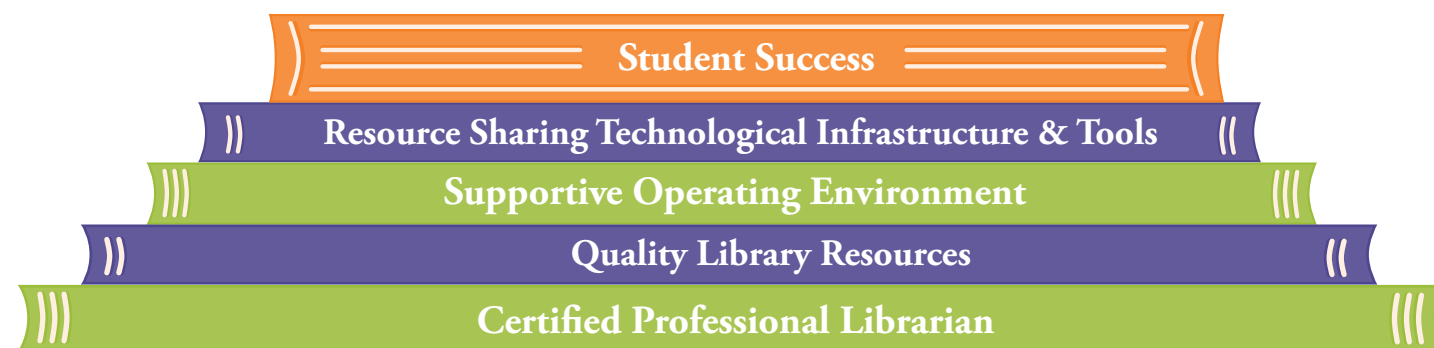 Student Success
Resource Sharing Technological Infrastructure & Tools
Supportive Operating Environment
Quality Library Resources
Certified Professional Librarian